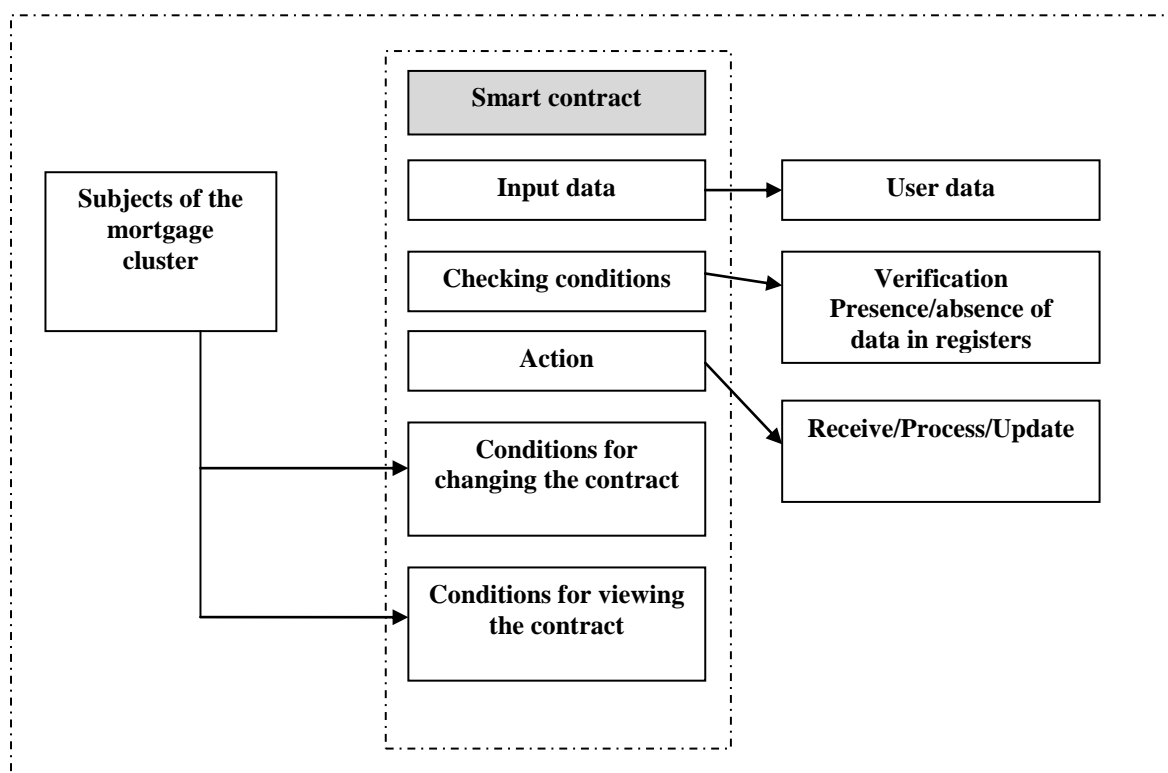 Smart contract
Subjects of the
mortgage
cluster
Input data
User data
Checking conditions
Verification
Presence/absence of
data in registers
Action
Receive/Process/Update
Conditions for
changing the contract
Conditions for viewing
the contract